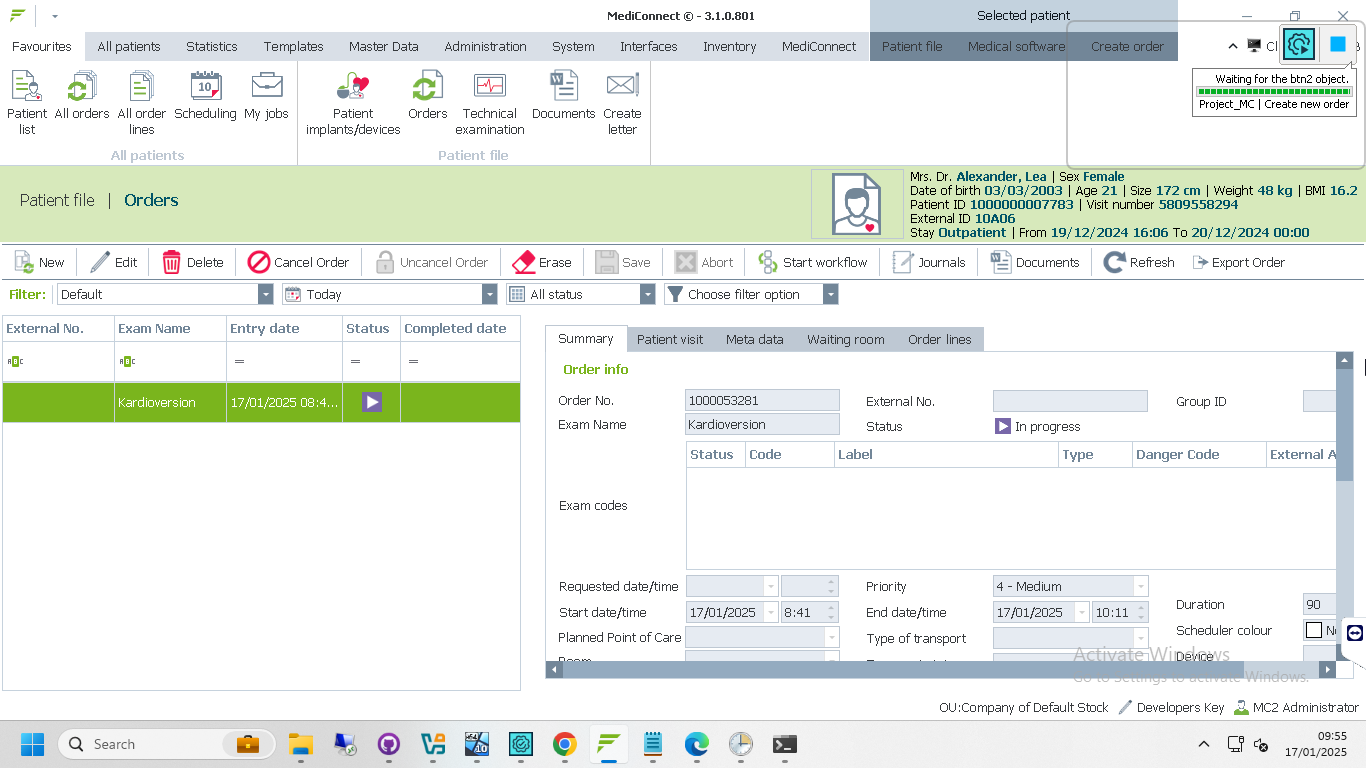 MediConnect © - 3.1.0.801
Selected patient
Favourites
All patients
Statistics
Templates
Master Data
Administration
System
Interfaces
Inventory
MediConnect
Patient file
Medical software
Create order
Waiting for the btn2 object.
Project_MC | Create new order
Patient list
All orders
All order lines
Scheduling
My jobs
Patient implants/devices
Orders
Technical examination
Documents
Create letter
All patients
Patient file
Patient file | Orders
Mrs. Dr. Alexander, Lea | Sex Female
Date of birth 03/03/2003 | Age 21 | Size 172 cm | Weight 48 kg | BMI 16.2
Patient ID 1000000007783 | Visit number 5809558294
External ID 10A06
Stay Outpatient | From 19/12/2024 16:06 To 20/12/2024 00:00
New
Edit
Delete
Cancel Order
Uncancel Order
Erase
Save
Abort
Start workflow
Journals
Documents
Refresh
Export Order
Filter:
Default
Today
All status
Choose filter option
External No.
Exam Name
Entry date
Status
Completed date
Kardioversion
17/01/2025 08:4...
Summary
Patient visit
Meta data
Waiting room
Order lines
Order info
Order No.
1000053281
External No.
Group ID
Exam Name
Kardioversion
Status
In progress
Status
Code
Label
Type
Danger Code
External A
Exam codes
Requested date/time
Priority
4 - Medium
Start date/time
17/01/2025
8:41
End date/time
17/01/2025
10:11
Duration
90
Planned Point of Care
Type of transport
Scheduler colour
Room
Device
Activate Windows
Go to Settings to activate Windows.
OU:Company of Default Stock
Developers Key
MC2 Administrator
Search
09:55
17/01/2025